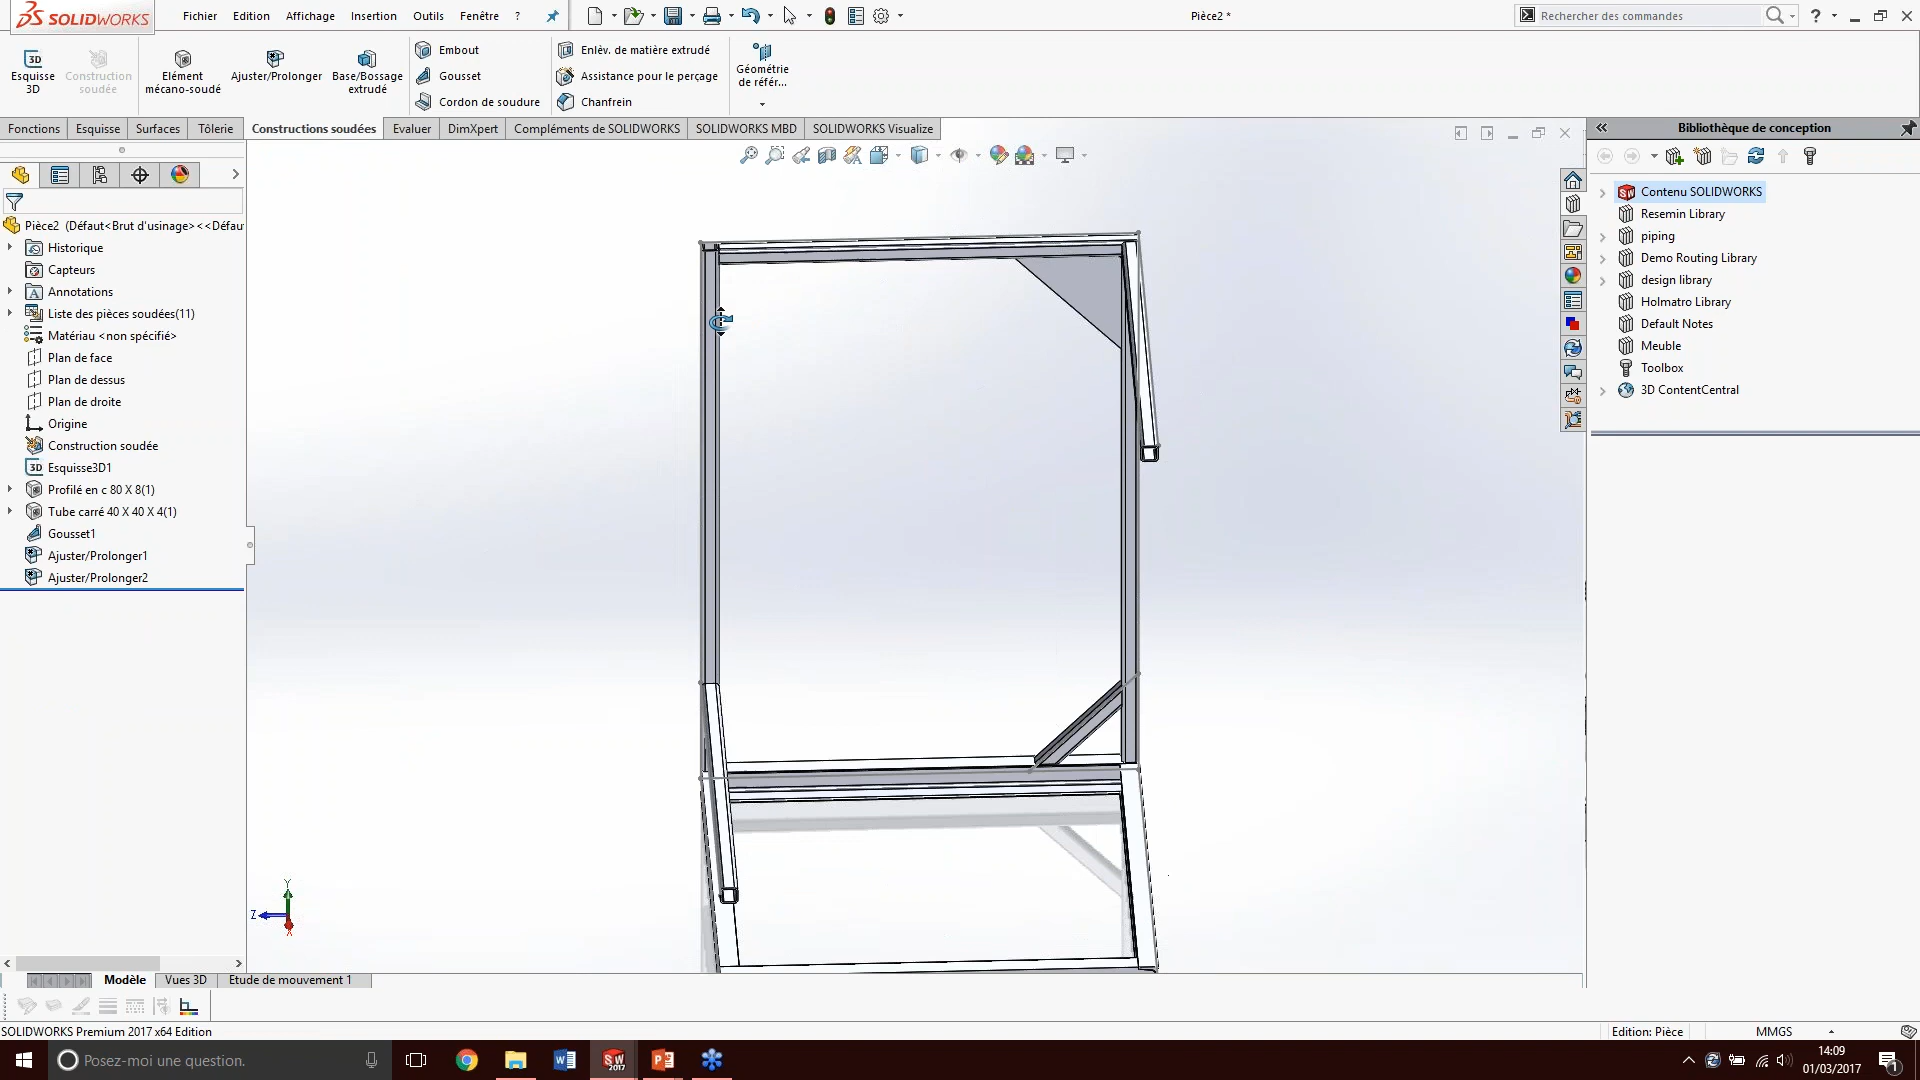 SOLIDWORKS
Fichier Edition Affichage Insertion Outils Fenêtre ?
Pièce2 *
Rechercher des commandes
?
3D
Esquisse
3D
Construction
soudée
Elément
mécano-soudé
Ajuster/Prolonger
Base/Bossage
extrudé
Embout
Gousset
Cordon de soudure
Enlèv. de matière extrudé
Assistance pour le perçage
Chanfrein
Géométrie
de référ...
Fonctions Esquisse Surfaces Tôlerie Constructions soudées Evaluer DimXpert Compléments de SOLIDWORKS SOLIDWORKS MBD SOLIDWORKS Visualize
Pièce2 (Défaut<Brut d'usinage><<Défau
Historique
Capteurs
Annotations
Liste des pièces soudées(11)
Matériau <non spécifié>
Plan de face
Plan de dessus
Plan de droite
Origine
Construction soudée
3D Esquisse3D1
Profilé en c 80 X 8(1)
Tube carré 40 X 40 X 4(1)
Gousset1
Ajuster/Prolonger1
Ajuster/Prolonger2
Y
Z
X
Bibliothèque de conception
Contenu SOLIDWORKS
Resemin Library
piping
Demo Routing Library
design library
Holmatro Library
Default Notes
Meuble
Toolbox
3D ContentCentral
Modèle Vues 3D Etude de mouvement 1
SOLIDWORKS Premium 2017 x64 Edition
Edition: Pièce
MMGS
Posez-moi une question.
SW
2017
14:09
01/03/2017
1